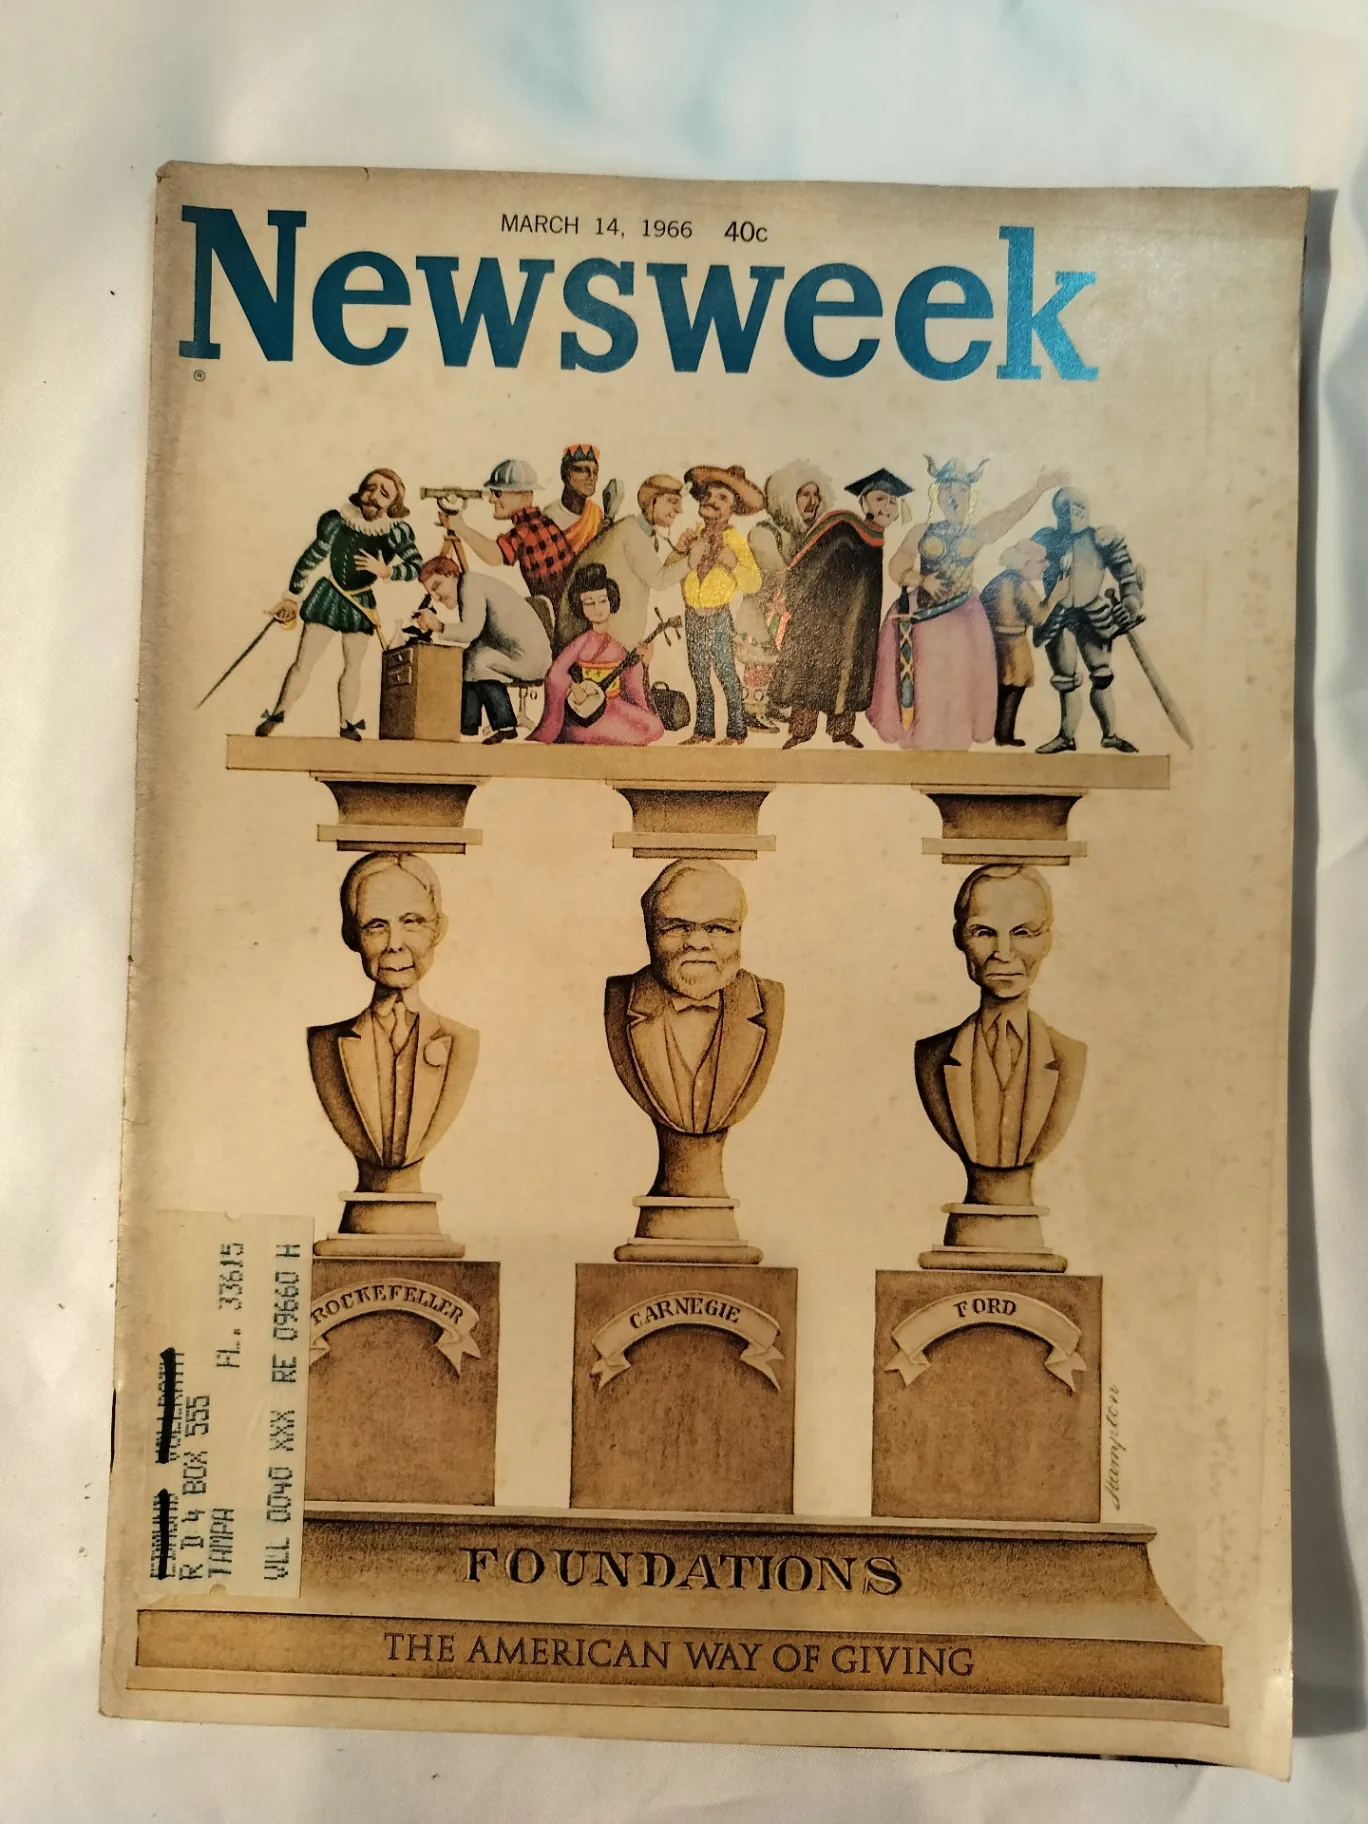 MARCH 14, 1966 40c
Newsweek
®
ROCKEFELLER
CARNEGIE
FORD
Stampton
R D 4 BOX 555
TAMPA FL. 33615
VLL 0040 XXX RE 09660 H
FOUNDATIONS
THE AMERICAN WAY OF GIVING